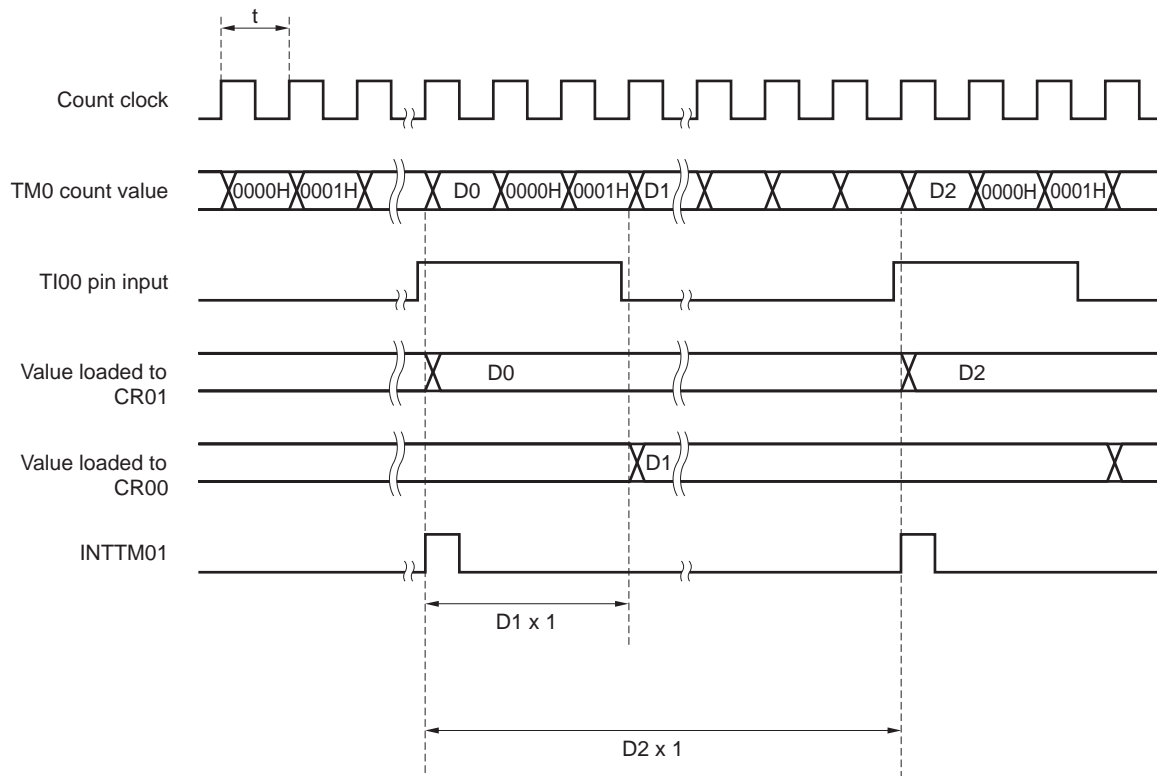 t
Count clock
TM0 count value
0000H 0001H D0 0000H 0001H D1 D2 0000H 0001H
TI00 pin input
Value loaded to
CR01
D0 D2
Value loaded to
CR00
D1
INTTM01
D1 x 1
D2 x 1